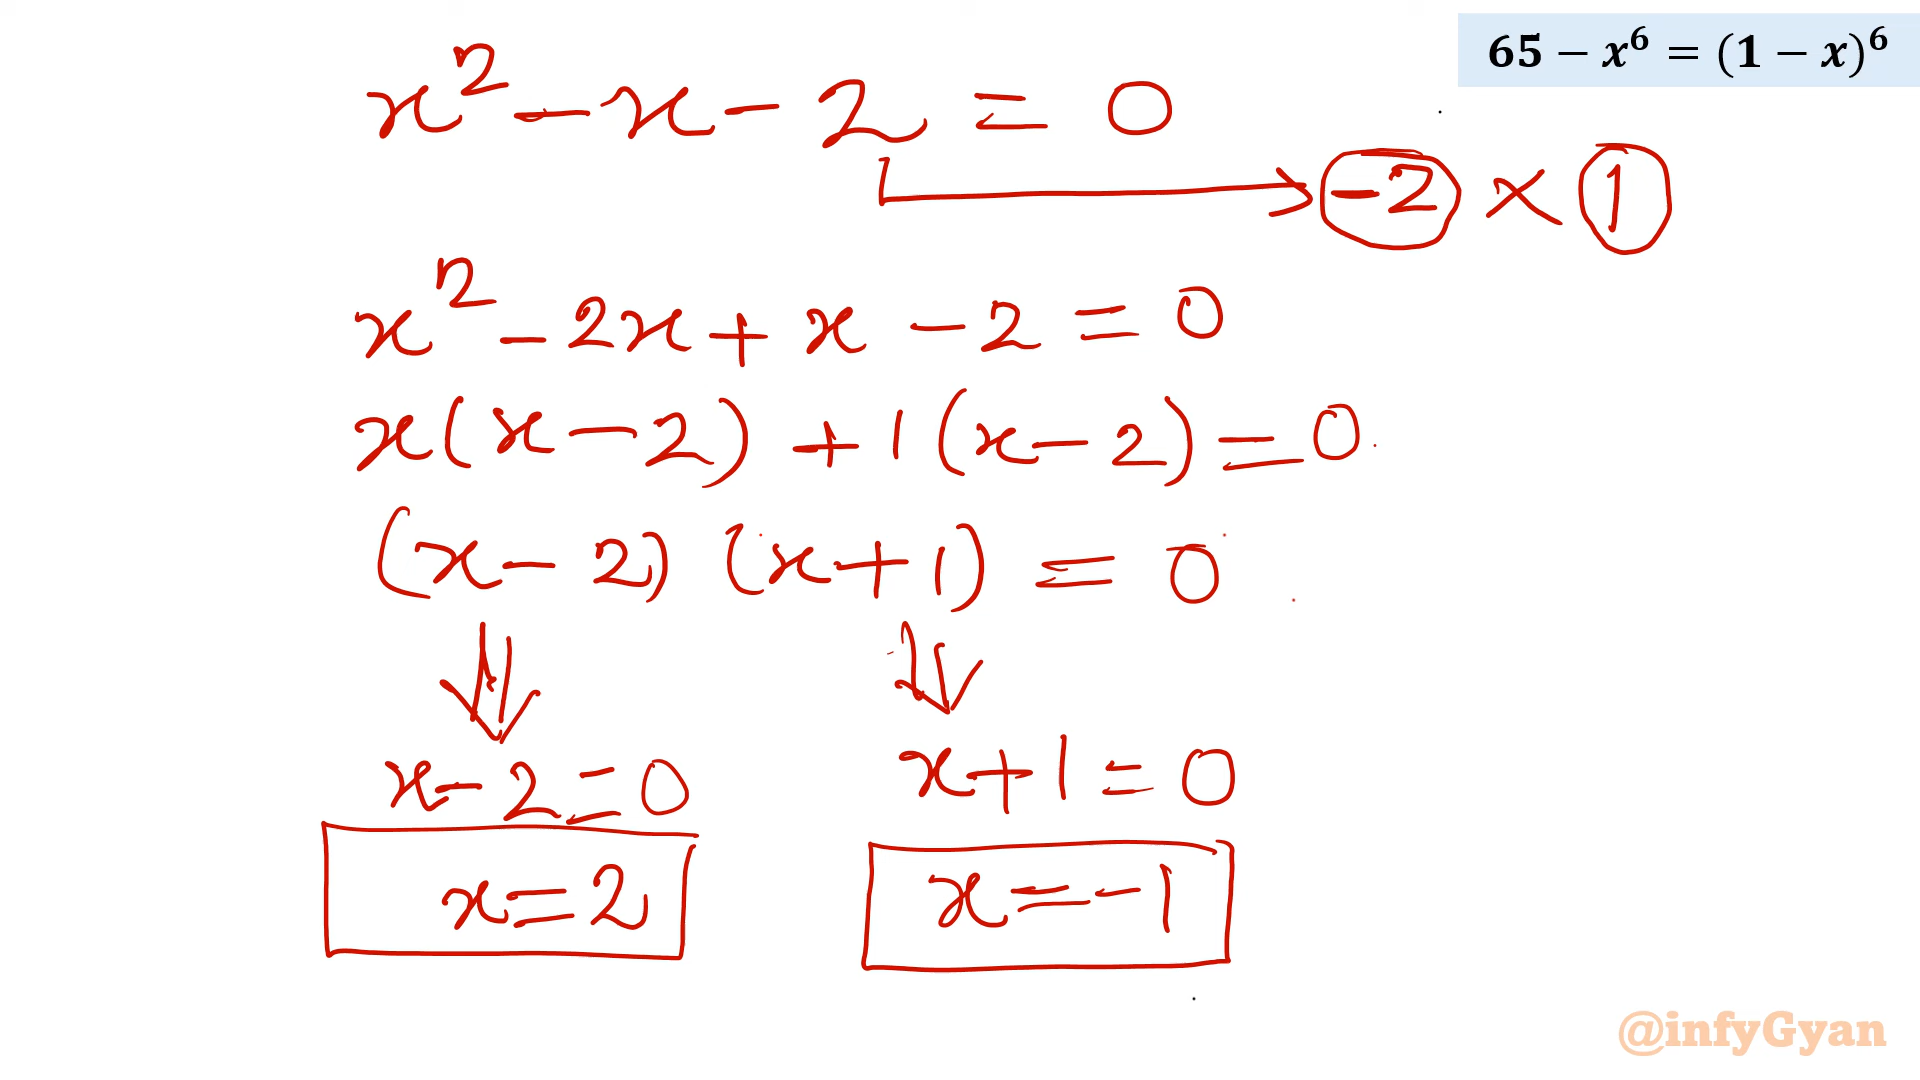 65 − x⁶ = (1 − x)⁶
x² − x − 2 = 0
−2 × 1
x² − 2x + x − 2 = 0
x(x − 2) + 1(x − 2) = 0
(x − 2) (x + 1) = 0
x − 2 = 0 x + 1 = 0
x = 2 x = −1
@infyGyan